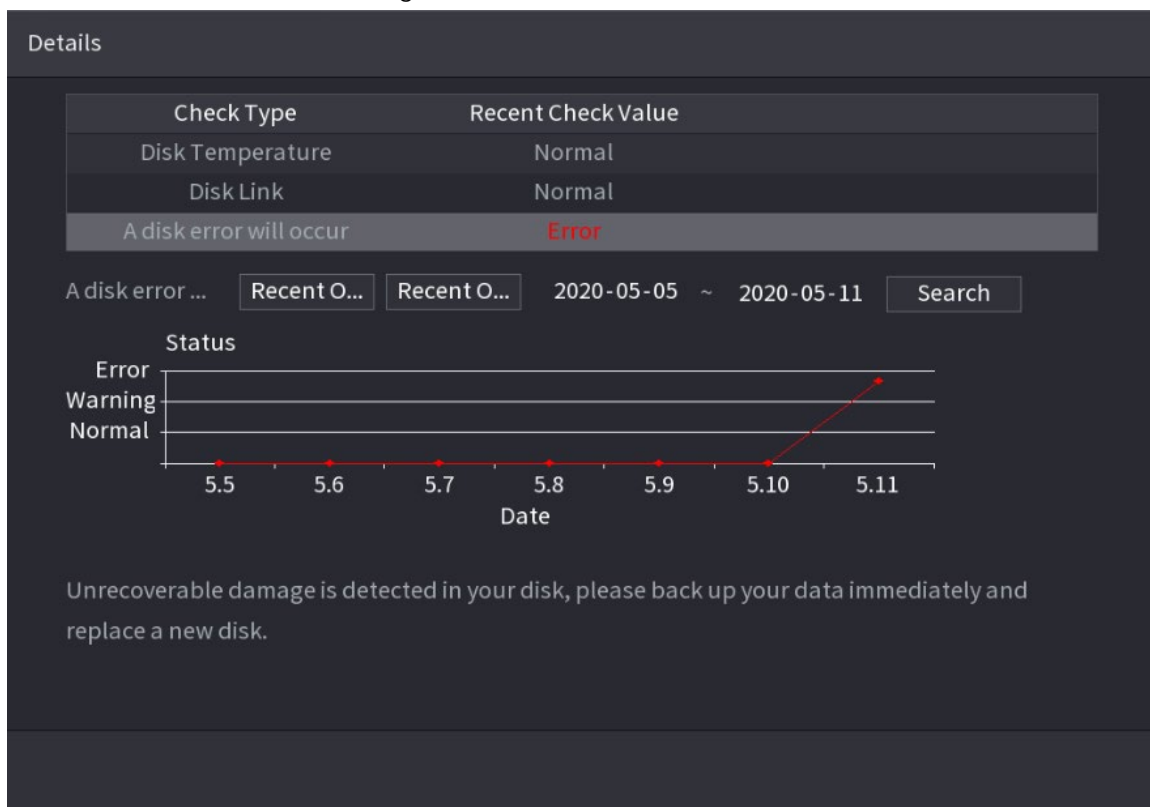 Details
Check Type Recent Check Value
Disk Temperature Normal
Disk Link Normal
A disk error will occur Error
A disk error ... Recent O... Recent O... 2020-05-05 ~ 2020-05-11 Search
Status
Error
Warning
Normal
5.5 5.6 5.7 5.8 5.9 5.10 5.11
Date
Unrecoverable damage is detected in your disk, please back up your data immediately and
replace a new disk.